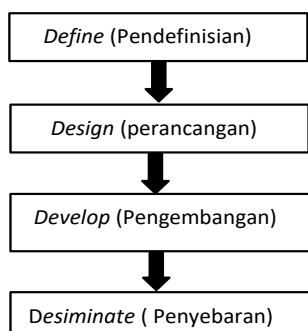 Define (Pendefinisian)
Design (perancangan)
Develop (Pengembangan)
Desiminate ( Penyebaran)